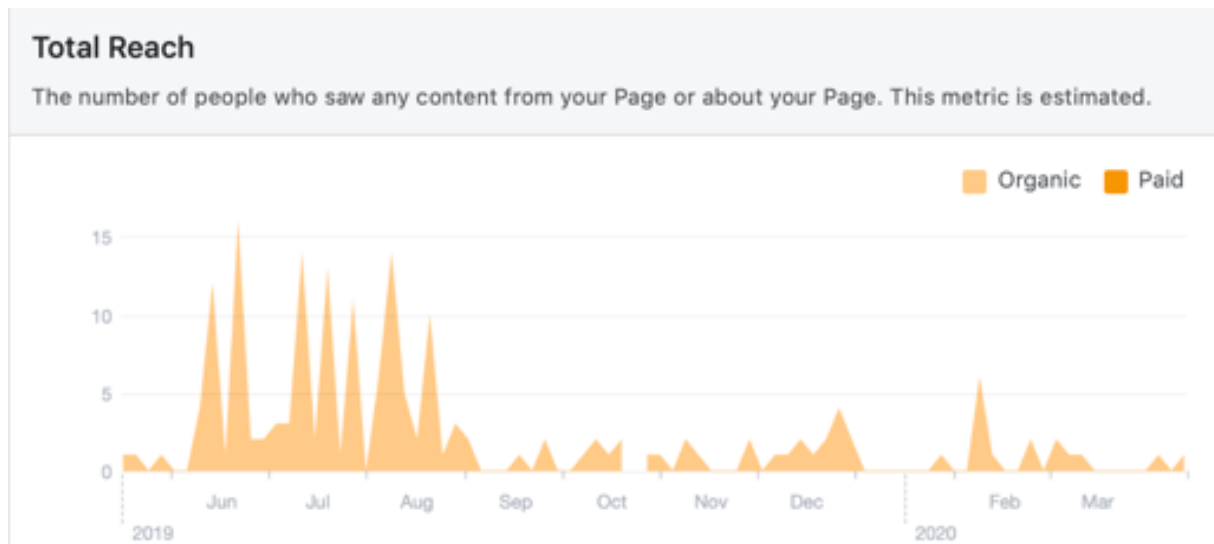 Total Reach
The number of people who saw any content from your Page or about your Page. This metric is estimated.
Organic Paid
15
10
5
0
Jun Jul Aug Sep Oct Nov Dec Feb Mar
2019 2020